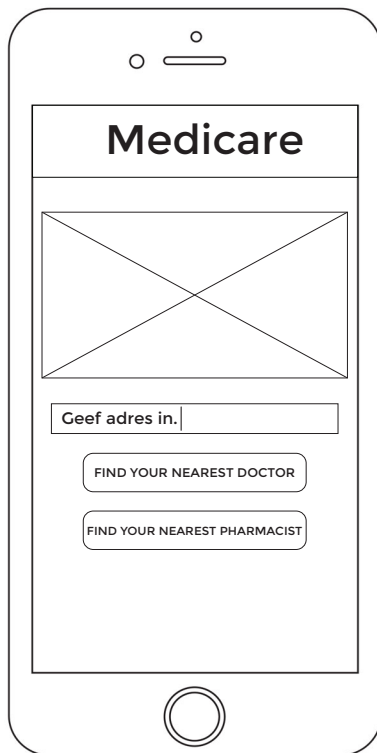 Medicare
Geef adres in.
FIND YOUR NEAREST DOCTOR
FIND YOUR NEAREST PHARMACIST